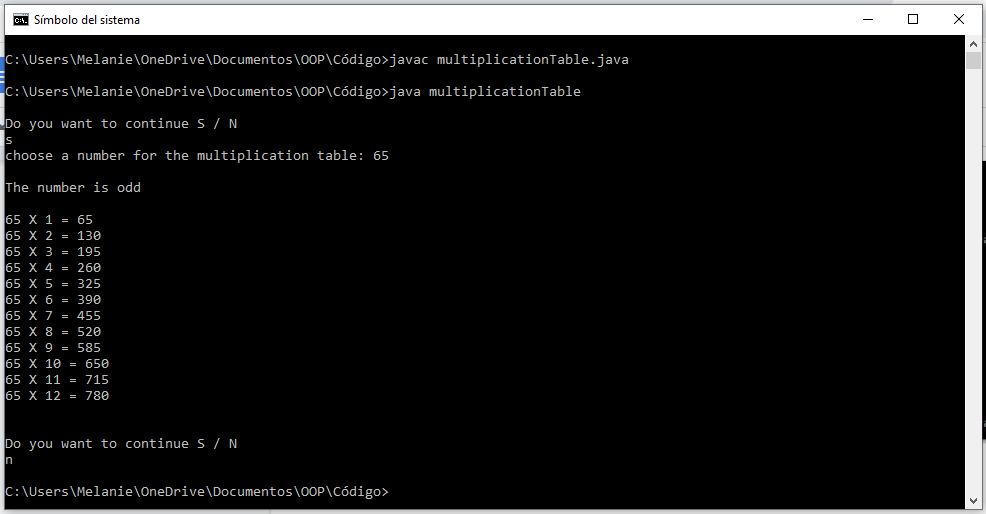 Símbolo del sistema
C:\Users\Melanie\OneDrive\Documentos\OOP\Código>javac multiplicationTable.java
C:\Users\Melanie\OneDrive\Documentos\OOP\Código>java multiplicationTable
Do you want to continue S / N
s
choose a number for the multiplication table: 65
The number is odd
65 X 1 = 65
65 X 2 = 130
65 X 3 = 195
65 X 4 = 260
65 X 5 = 325
65 X 6 = 390
65 X 7 = 455
65 X 8 = 520
65 X 9 = 585
65 X 10 = 650
65 X 11 = 715
65 X 12 = 780
Do you want to continue S / N
n
C:\Users\Melanie\OneDrive\Documentos\OOP\Código>